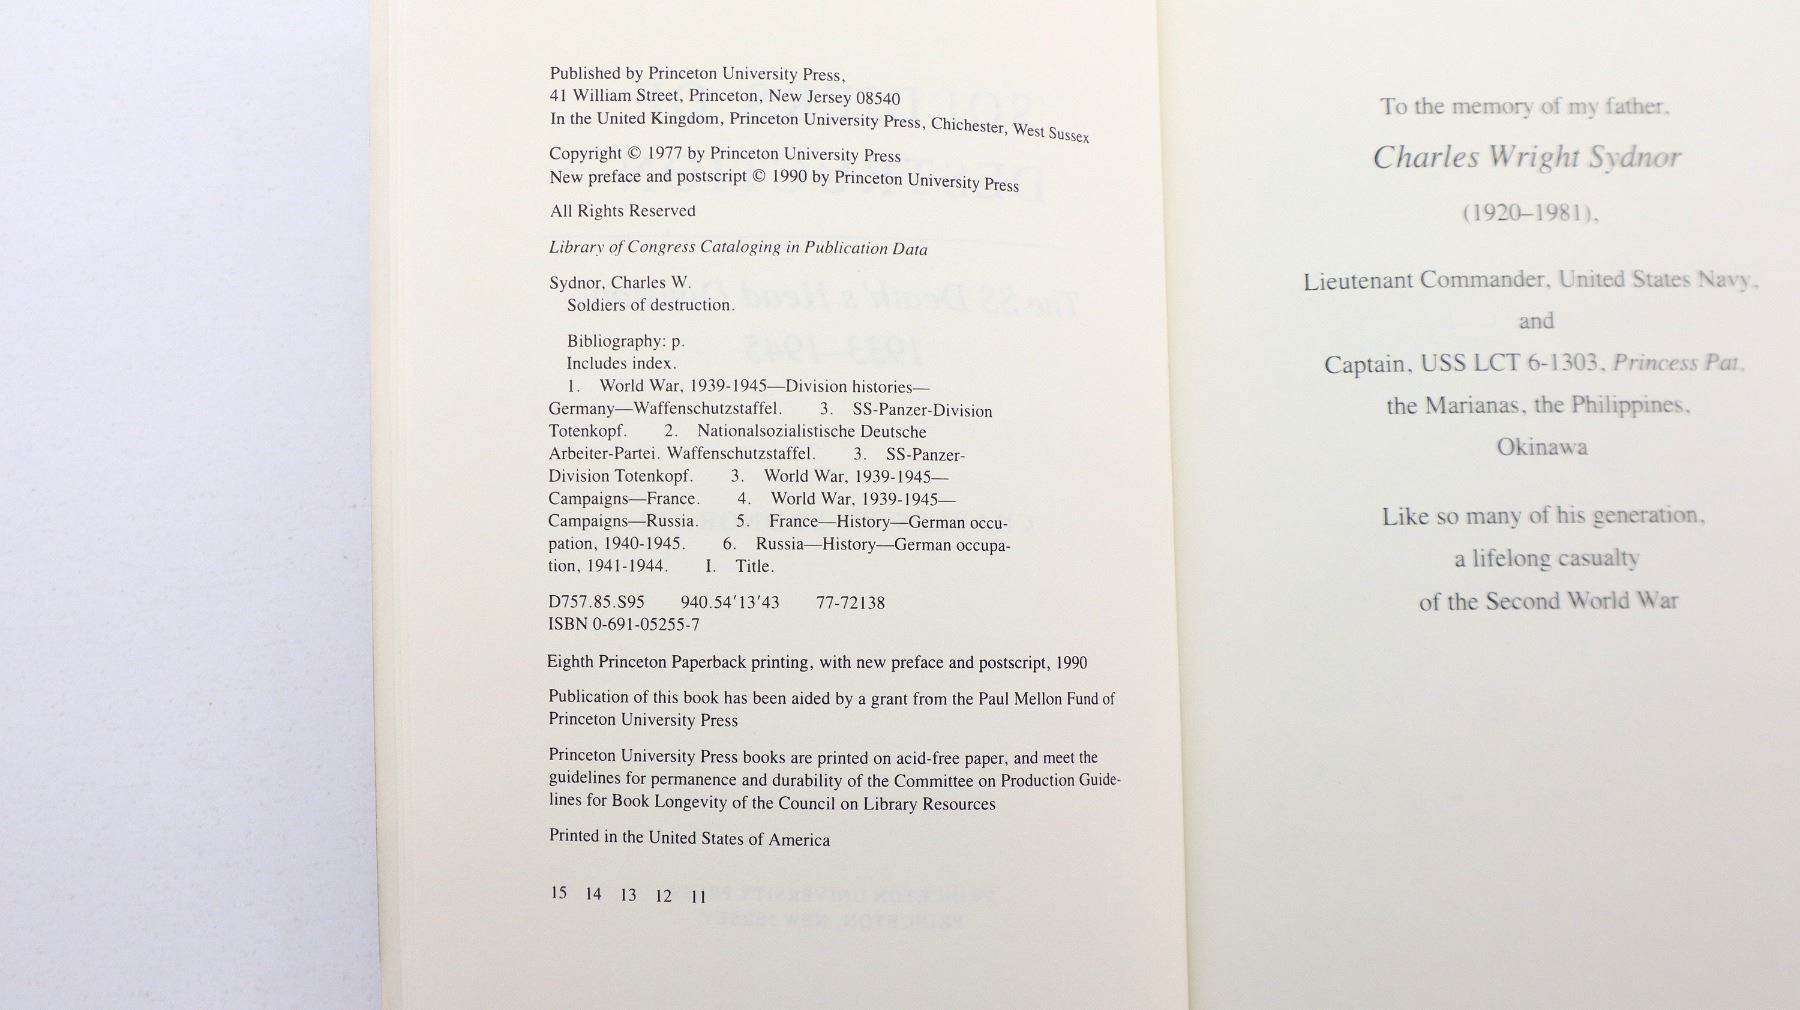 Published by Princeton University Press,
41 William Street, Princeton, New Jersey 08540
In the United Kingdom, Princeton University Press, Chichester, West Sussex
Copyright © 1977 by Princeton University Press
New preface and postscript © 1990 by Princeton University Press
All Rights Reserved
Library of Congress Cataloging in Publication Data
Sydnor, Charles W.
Soldiers of destruction.
Bibliography: p.
Includes index.
1. World War, 1939-1945—Division histories—
Germany—Waffenschutzstaffel. 3. SS-Panzer-Division
Totenkopf. 2. Nationalsozialistische Deutsche
Arbeiter-Partei. Waffenschutzstaffel. 3. SS-Panzer-
Division Totenkopf. 3. World War, 1939-1945—
Campaigns—France. 4. World War, 1939-1945—
Campaigns—Russia. 5. France—History—German occu-
pation, 1940-1945. 6. Russia—History—German occupa-
tion, 1941-1944. I. Title.
D757.85.S95 940.54′13′43 77-72138
ISBN 0-691-05255-7
Eighth Princeton Paperback printing, with new preface and postscript, 1990
Publication of this book has been aided by a grant from the Paul Mellon Fund of
Princeton University Press
Princeton University Press books are printed on acid-free paper, and meet the
guidelines for permanence and durability of the Committee on Production Guide-
lines for Book Longevity of the Council on Library Resources
Printed in the United States of America
15 14 13 12 11
To the memory of my father,
Charles Wright Sydnor
(1920–1981),
Lieutenant Commander, United States Navy,
and
Captain, USS LCT 6-1303, Princess Pat,
the Marianas, the Philippines,
Okinawa
Like so many of his generation,
a lifelong casualty
of the Second World War